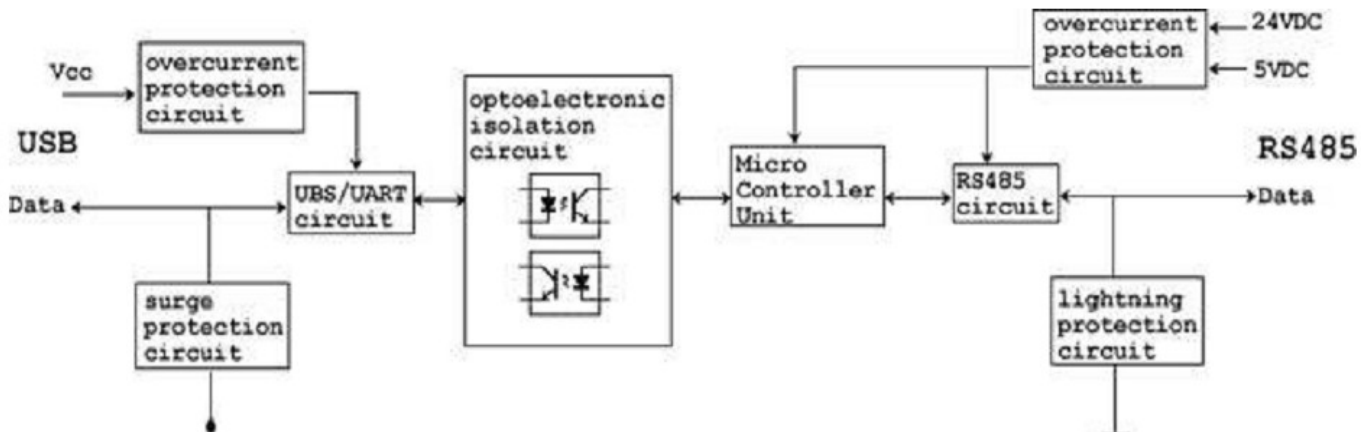 Vcc
overcurrent
protection
circuit
USB
Data
UBS/UART
circuit
surge
protection
circuit
optoelectronic
isolation
circuit
Micro
Controller
Unit
overcurrent
protection
circuit
24VDC
5VDC
RS485
RS485
circuit
Data
lightning
protection
circuit